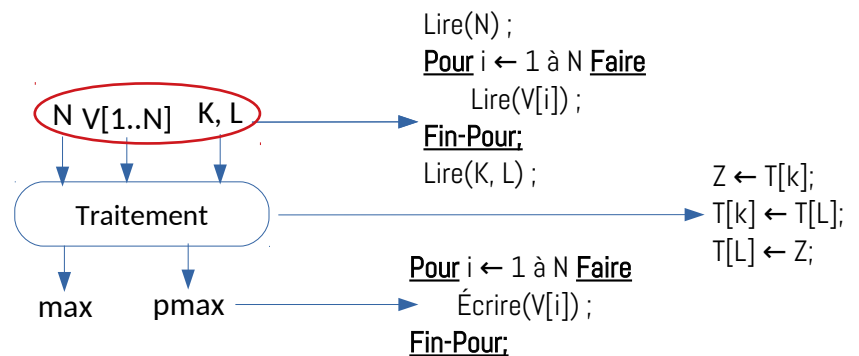 Lire(N) ;
Pour i ← 1 à N Faire
Lire(V[i]) ;
Fin-Pour;
Lire(K, L) ;
N V[1..N] K, L
Traitement
Z ← T[k];
T[k] ← T[L];
T[L] ← Z;
max pmax
Pour i ← 1 à N Faire
Écrire(V[i]) ;
Fin-Pour;